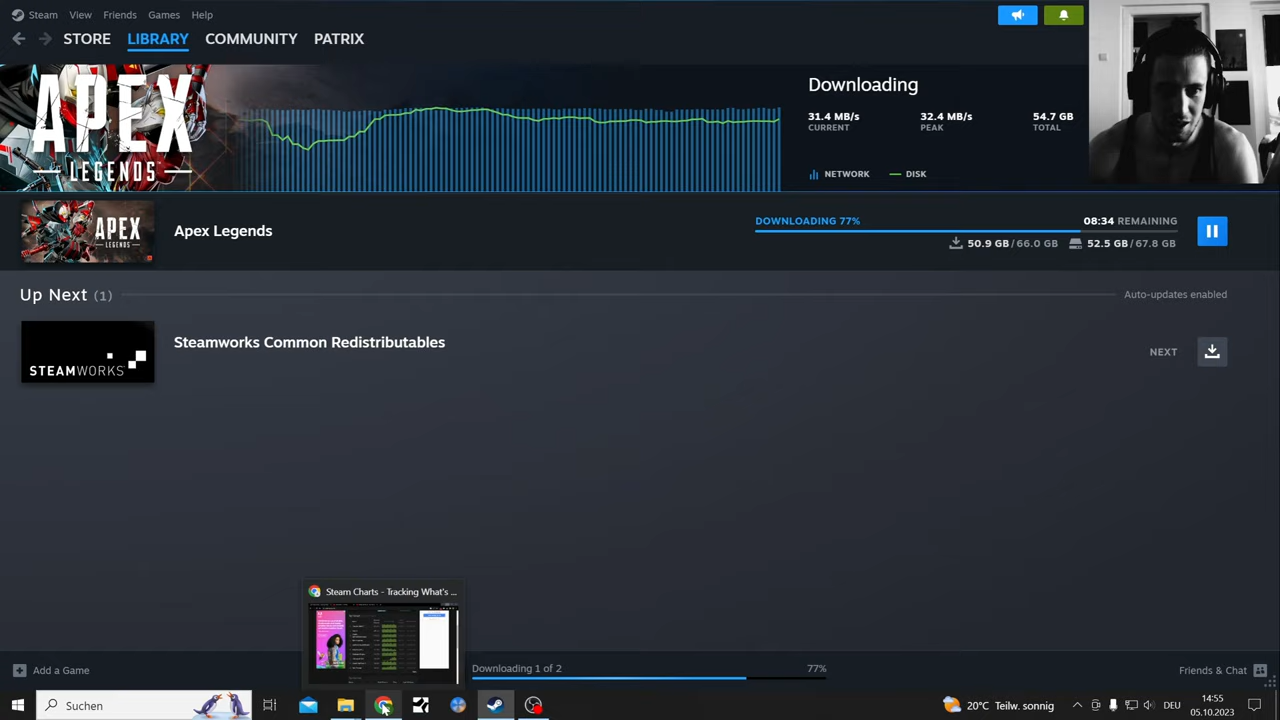 Steam View Friends Games Help
STORE LIBRARY COMMUNITY PATRIX
APEX
LEGENDS
Downloading
31.4 MB/s 32.4 MB/s 54.7 GB
CURRENT PEAK TOTAL
NETWORK DISK
APEX
LEGENDS
Apex Legends
DOWNLOADING 77% 08:34 REMAINING
50.9 GB / 66.0 GB 52.5 GB / 67.8 GB
Up Next (1) Auto-updates enabled
STEAMWORKS
Steamworks Common Redistributables
NEXT
Steam Charts - Tracking What's ...
Add a Game
Downloading 1 of 2 77%
Friends & Chat
Suchen
20°C Teilw. sonnig
DEU
14:55
05.10.2023